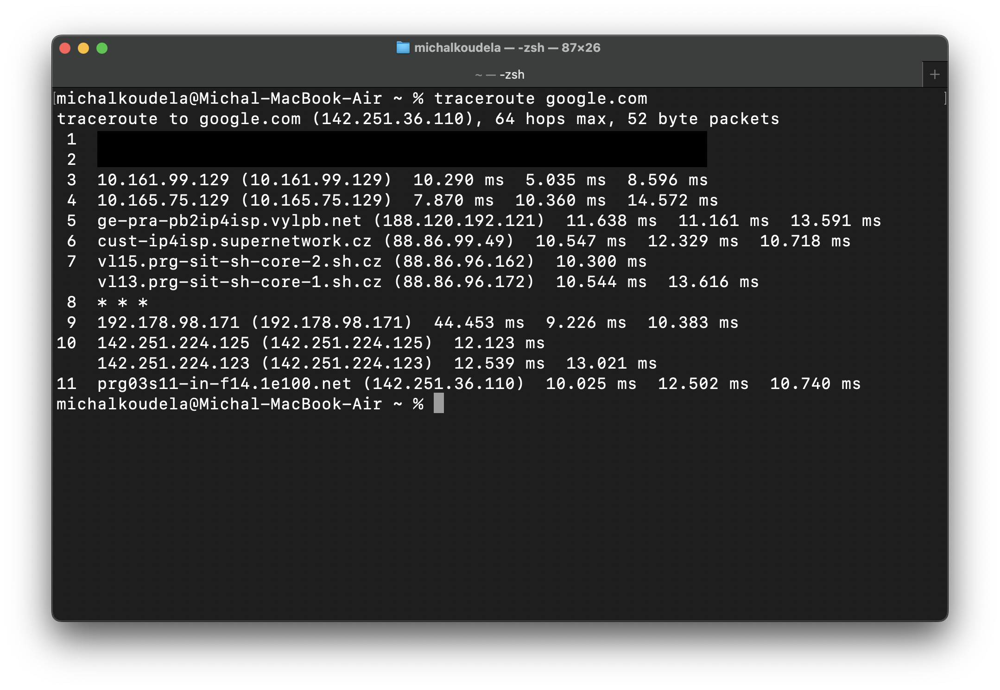 michalkoudela — -zsh — 87×26
~ — -zsh
michalkoudela@Michal-MacBook-Air ~ % traceroute google.com
traceroute to google.com (142.251.36.110), 64 hops max, 52 byte packets
1
2
3 10.161.99.129 (10.161.99.129) 10.290 ms 5.035 ms 8.596 ms
4 10.165.75.129 (10.165.75.129) 7.870 ms 10.360 ms 14.572 ms
5 ge-pra-pb2ip4isp.vylpb.net (188.120.192.121) 11.638 ms 11.161 ms 13.591 ms
6 cust-ip4isp.supernetwork.cz (88.86.99.49) 10.547 ms 12.329 ms 10.718 ms
7 vl15.prg-sit-sh-core-2.sh.cz (88.86.96.162) 10.300 ms
vl13.prg-sit-sh-core-1.sh.cz (88.86.96.172) 10.544 ms 13.616 ms
8 * * *
9 192.178.98.171 (192.178.98.171) 44.453 ms 9.226 ms 10.383 ms
10 142.251.224.125 (142.251.224.125) 12.123 ms
142.251.224.123 (142.251.224.123) 12.539 ms 13.021 ms
11 prg03s11-in-f14.1e100.net (142.251.36.110) 10.025 ms 12.502 ms 10.740 ms
michalkoudela@Michal-MacBook-Air ~ %